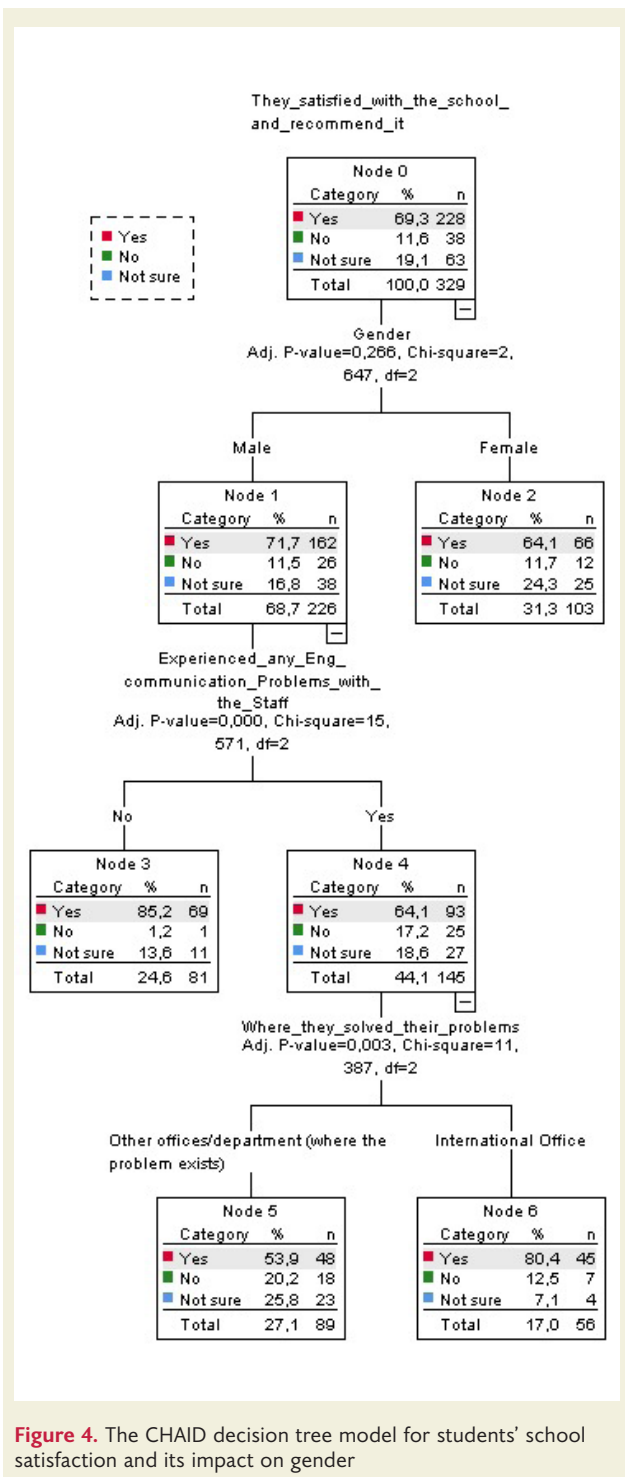 They_satisfied_with_the_school_
and_recommend_it
Node 0
Category % n
Yes 69,3 228
No 11,6 38
Not sure 19,1 63
Total 100,0 329
Yes
No
Not sure
Gender
Adj. P-value=0,266, Chi-square=2,
647, df=2
Male
Female
Node 1
Category % n
Yes 71,7 162
No 11,5 26
Not sure 16,8 38
Total 68,7 226
Node 2
Category % n
Yes 64,1 66
No 11,7 12
Not sure 24,3 25
Total 31,3 103
Experienced_any_Eng_
communication_Problems_with_
the_Staff
Adj. P-value=0,000, Chi-square=15,
571, df=2
No
Yes
Node 3
Category % n
Yes 85,2 69
No 1,2 1
Not sure 13,6 11
Total 24,6 81
Node 4
Category % n
Yes 64,1 93
No 17,2 25
Not sure 18,6 27
Total 44,1 145
Where_they_solved_their_problems
Adj. P-value=0,003, Chi-square=11,
387, df=2
Other offices/department (where the
problem exists)
International Office
Node 5
Category % n
Yes 53,9 48
No 20,2 18
Not sure 25,8 23
Total 27,1 89
Node 6
Category % n
Yes 80,4 45
No 12,5 7
Not sure 7,1 4
Total 17,0 56
Figure 4. The CHAID decision tree model for students' school
satisfaction and its impact on gender